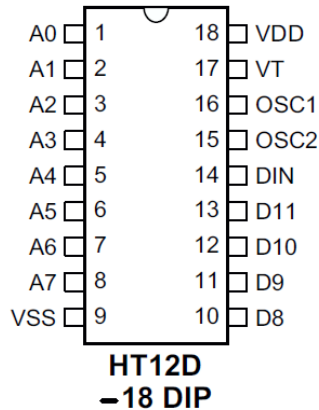 A0 1 18 VDD
A1 2 17 VT
A2 3 16 OSC1
A3 4 15 OSC2
A4 5 14 DIN
A5 6 13 D11
A6 7 12 D10
A7 8 11 D9
VSS 9 10 D8
HT12D
–18 DIP